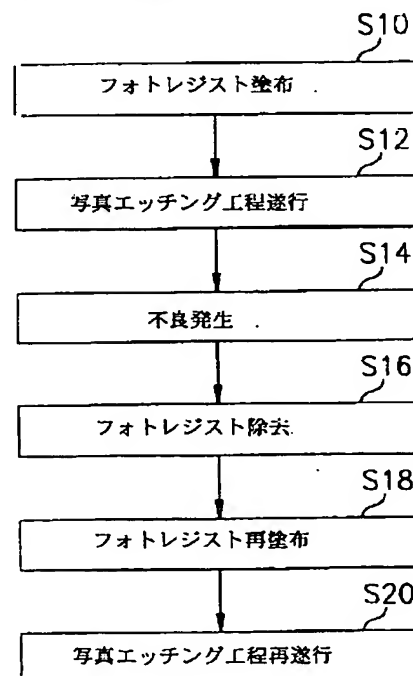 S10
フォトレジスト塗布
S12
写真エッチング工程遂行
S14
不良発生
S16
フォトレジスト除去
S18
フォトレジスト再塗布
S20
写真エッチング工程再遂行